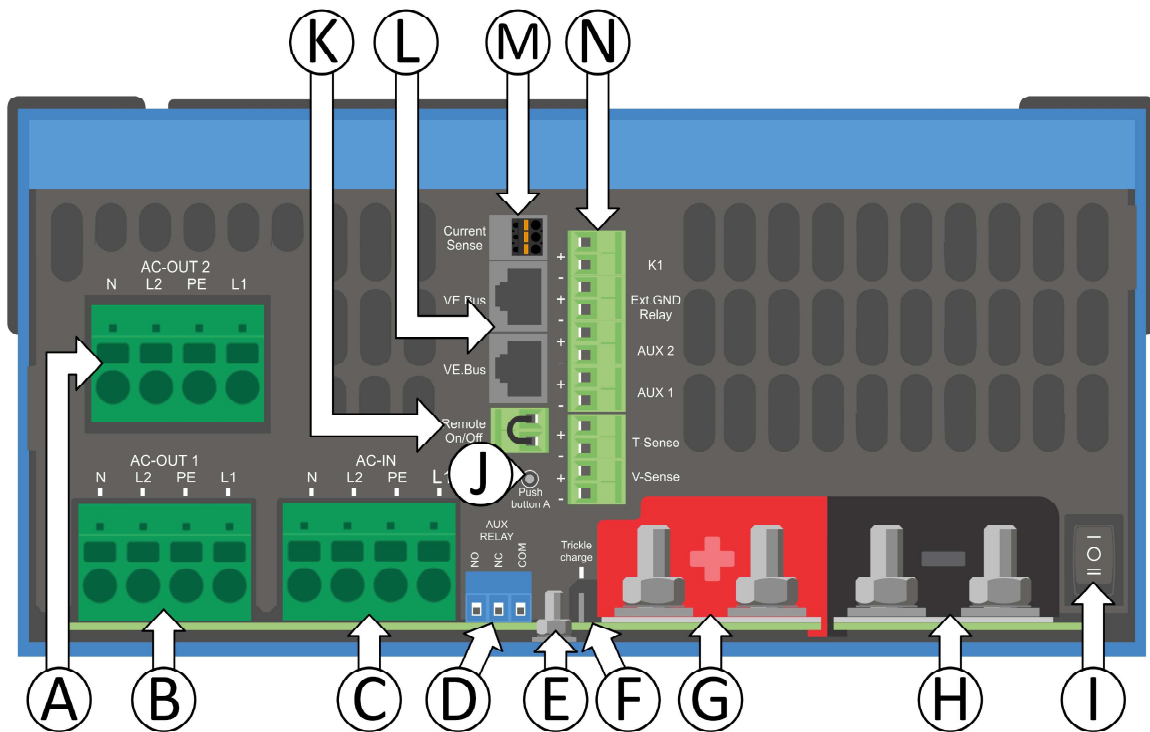 K L M N
Current
Sense
VE.Bus
VE.Bus
Remote
On/Off
J
Push
button A
+
-
+
-
+
-
+
-
+
-
+
-
K1
Ext GND
Relay
AUX 2
AUX 1
T-Sense
V-Sense
AC-OUT 2
N L2 PE L1
AC-OUT 1
N L2 PE L1
AC-IN
N L2 PE L1
AUX
RELAY
NO NC COM
Trickle
charge
I
O
II
A B C D E F G H I